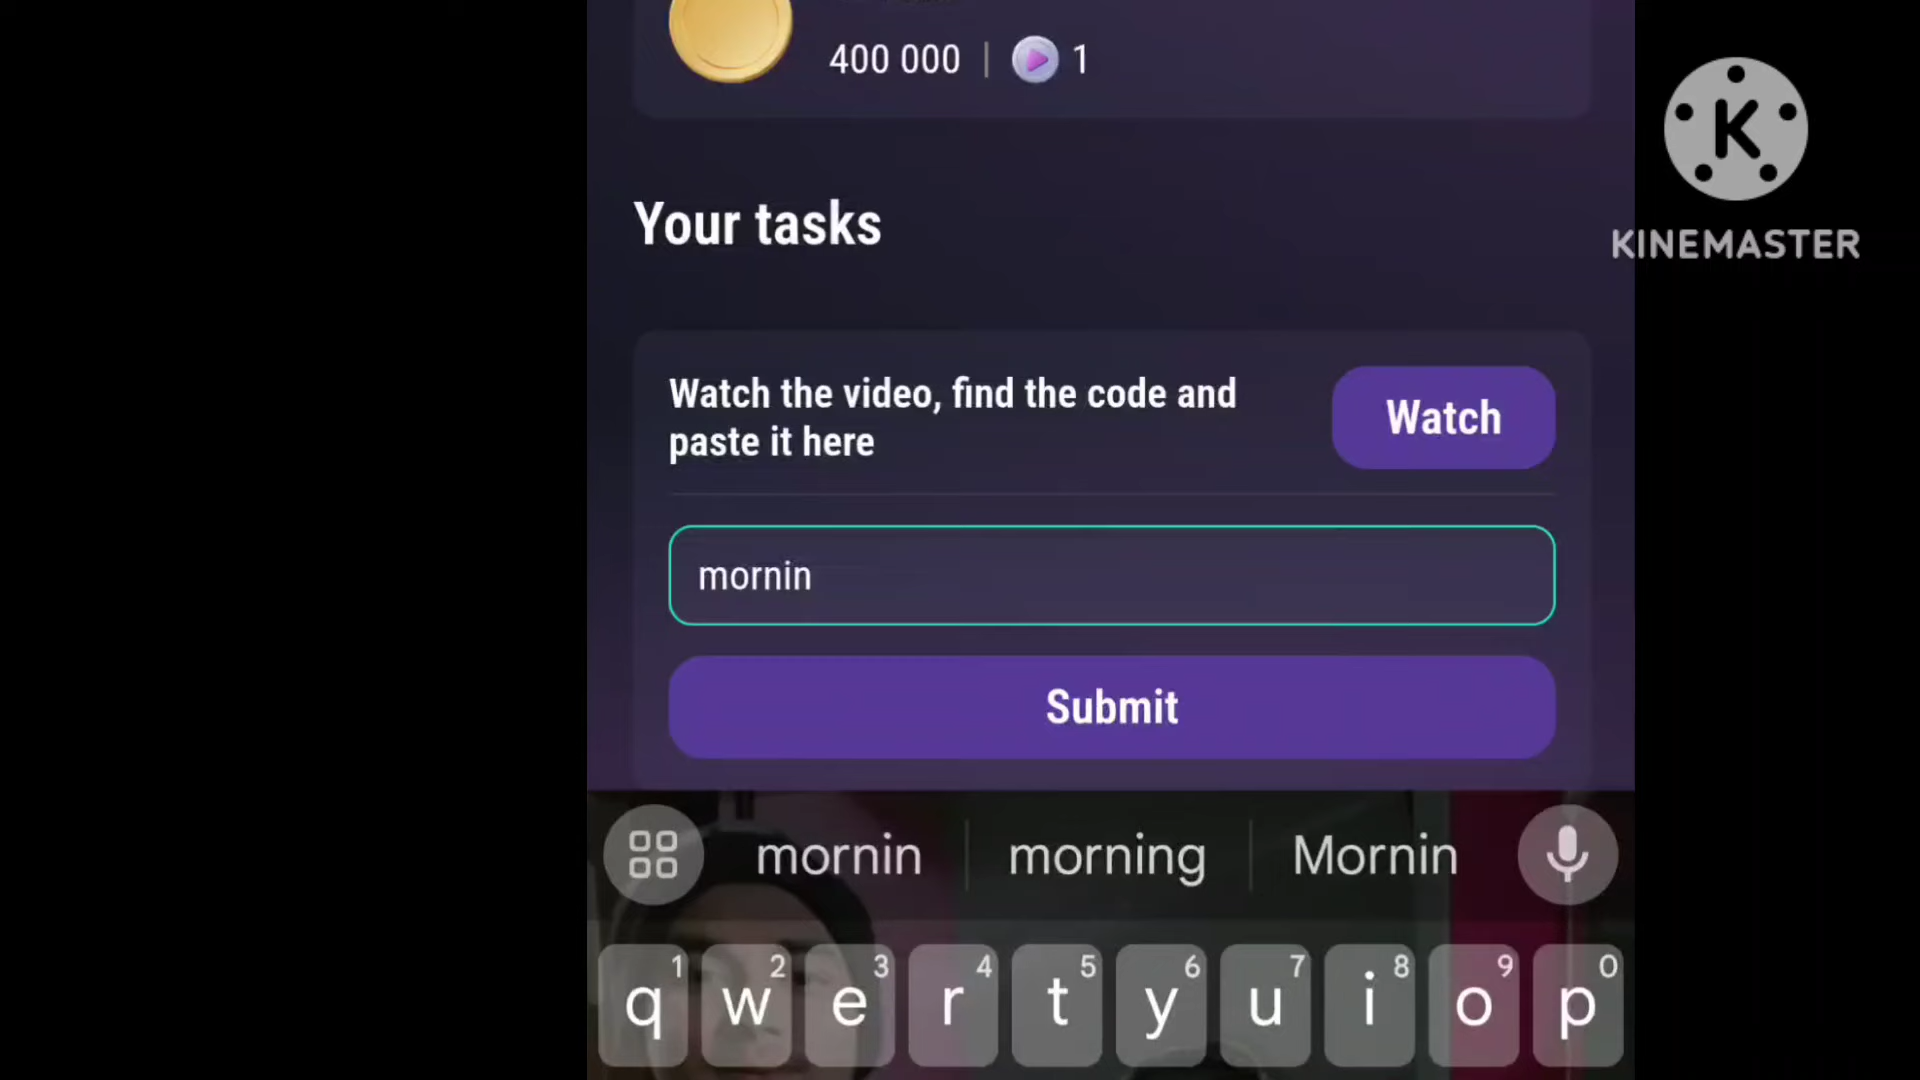 400 000 | 1
K
KINEMASTER
Your tasks
Watch the video, find the code and
paste it here
Watch
mornin
Submit
mornin morning Mornin
1 2 3 4 5 6 7 8 9 0
q w e r t y u i o p